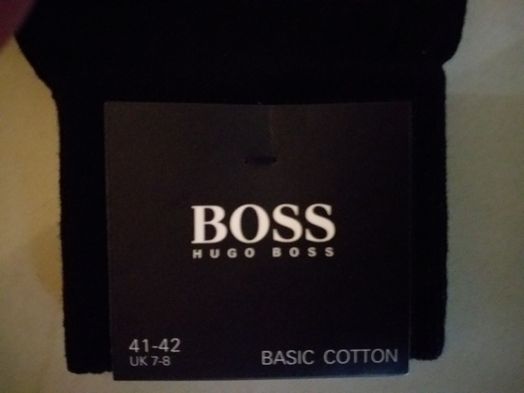 BOSS
HUGO BOSS
41-42
UK 7-8
BASIC COTTON